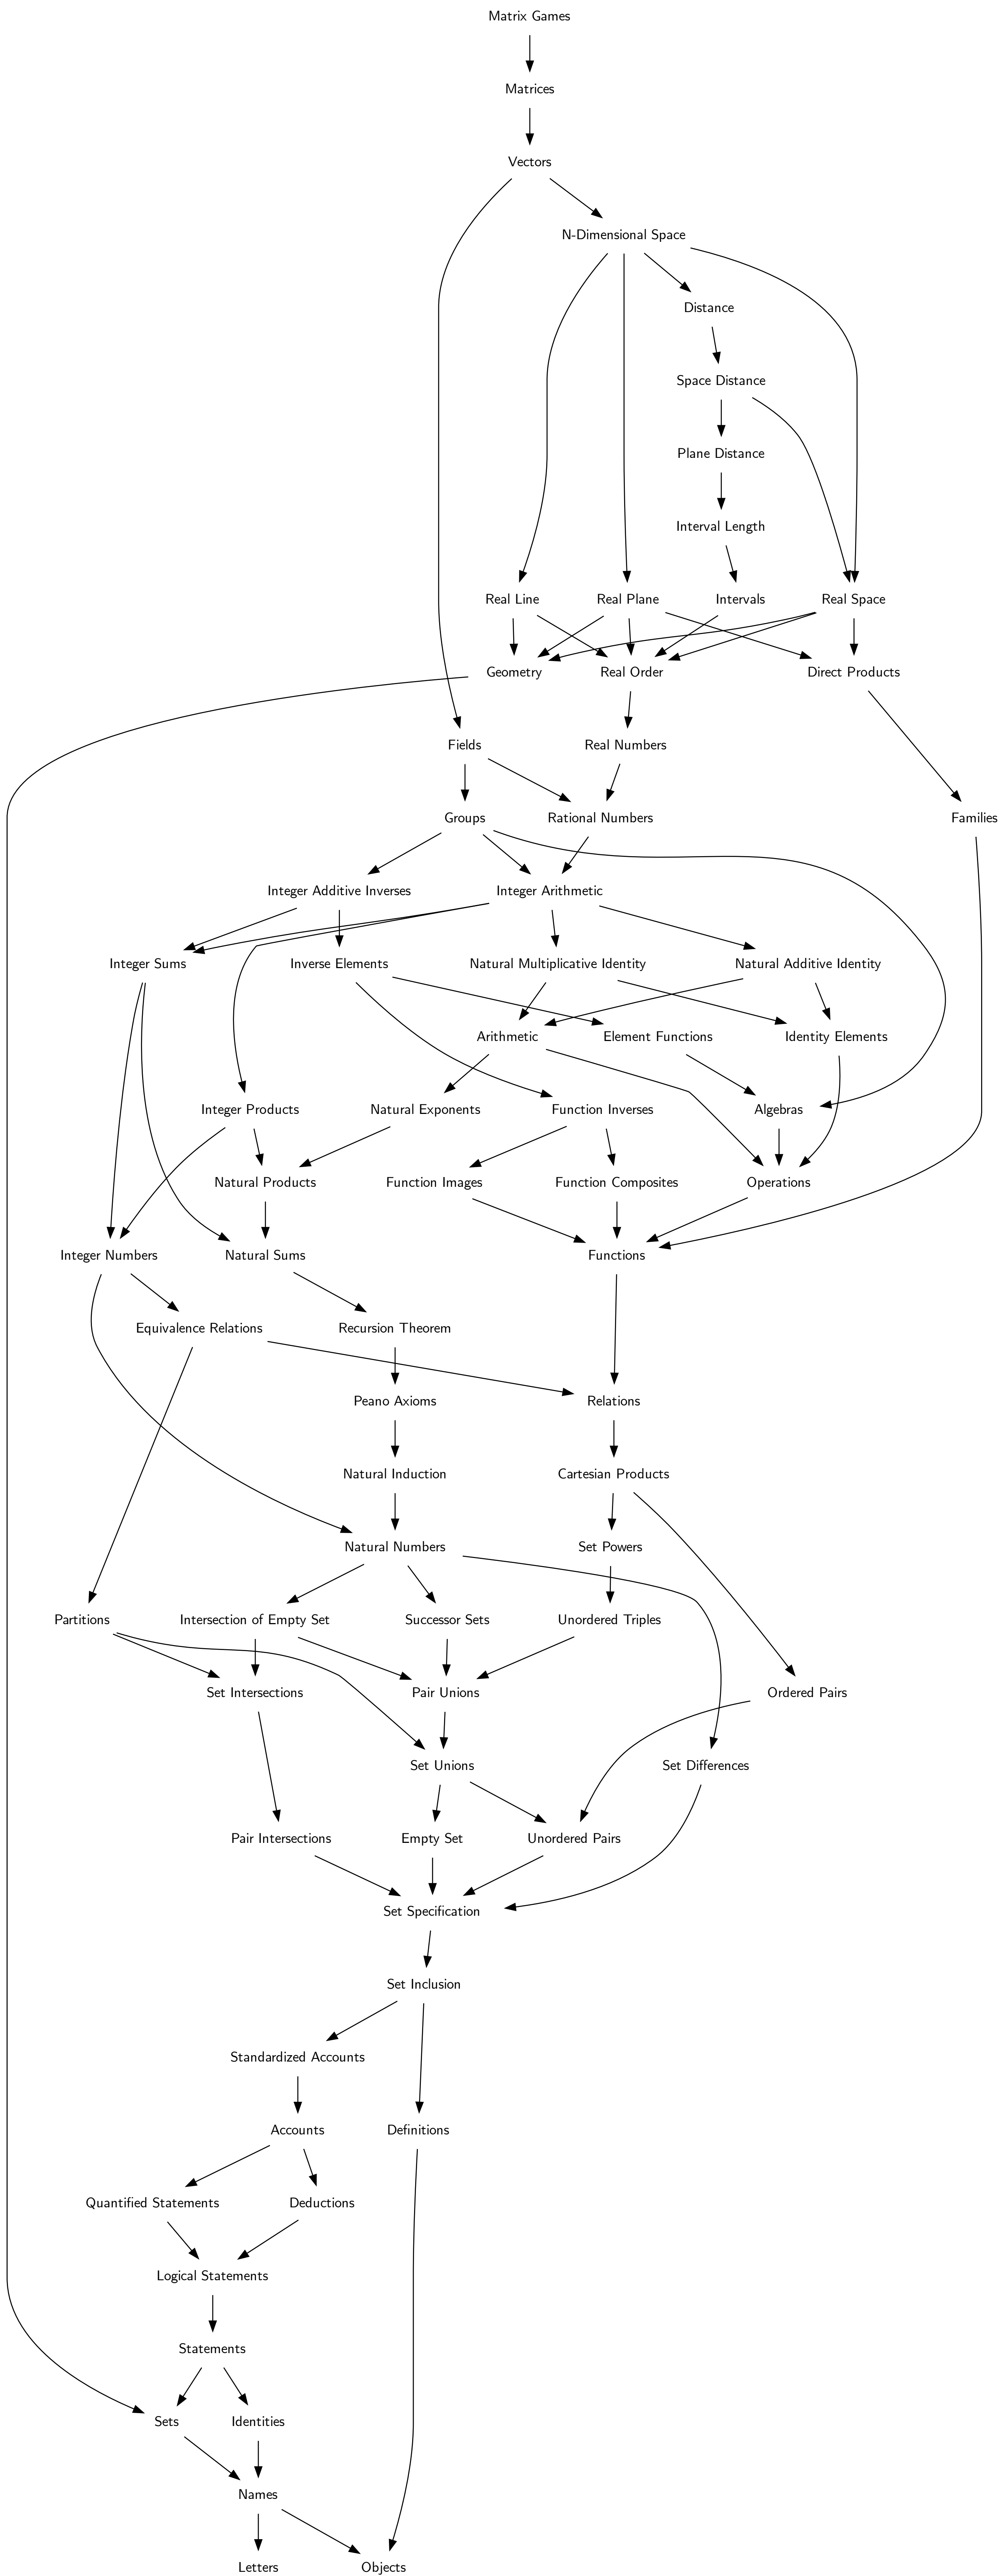 Matrix Games
Matrices
Vectors
N-Dimensional Space
Distance
Space Distance
Plane Distance
Interval Length
Real Line
Real Plane
Intervals
Real Space
Geometry
Real Order
Direct Products
Fields
Real Numbers
Groups
Rational Numbers
Families
Integer Additive Inverses
Integer Arithmetic
Integer Sums
Inverse Elements
Natural Multiplicative Identity
Natural Additive Identity
Arithmetic
Element Functions
Identity Elements
Integer Products
Natural Exponents
Function Inverses
Algebras
Natural Products
Function Images
Function Composites
Operations
Integer Numbers
Natural Sums
Functions
Equivalence Relations
Recursion Theorem
Peano Axioms
Relations
Natural Induction
Cartesian Products
Natural Numbers
Set Powers
Partitions
Intersection of Empty Set
Successor Sets
Unordered Triples
Set Intersections
Pair Unions
Ordered Pairs
Set Unions
Set Differences
Pair Intersections
Empty Set
Unordered Pairs
Set Specification
Set Inclusion
Standardized Accounts
Accounts
Definitions
Quantified Statements
Deductions
Logical Statements
Statements
Sets
Identities
Names
Letters
Objects